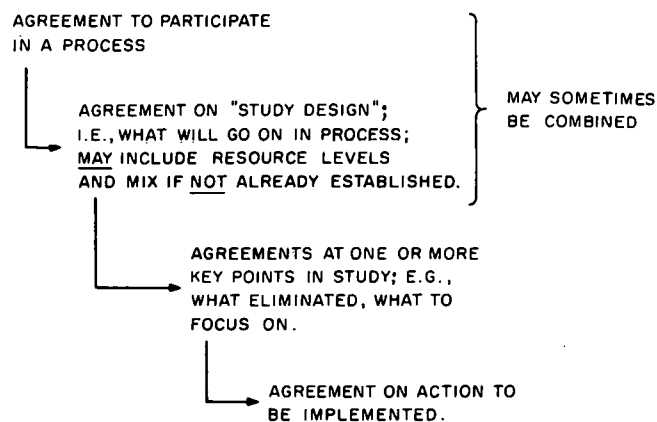 AGREEMENT TO PARTICIPATE
IN A PROCESS
MAY SOMETIMES
BE COMBINED
AGREEMENT ON "STUDY DESIGN";
I.E., WHAT WILL GO ON IN PROCESS;
MAY INCLUDE RESOURCE LEVELS
AND MIX IF NOT ALREADY ESTABLISHED.
AGREEMENTS AT ONE OR MORE
KEY POINTS IN STUDY; E.G.,
WHAT ELIMINATED, WHAT TO
FOCUS ON.
AGREEMENT ON ACTION TO
BE IMPLEMENTED.